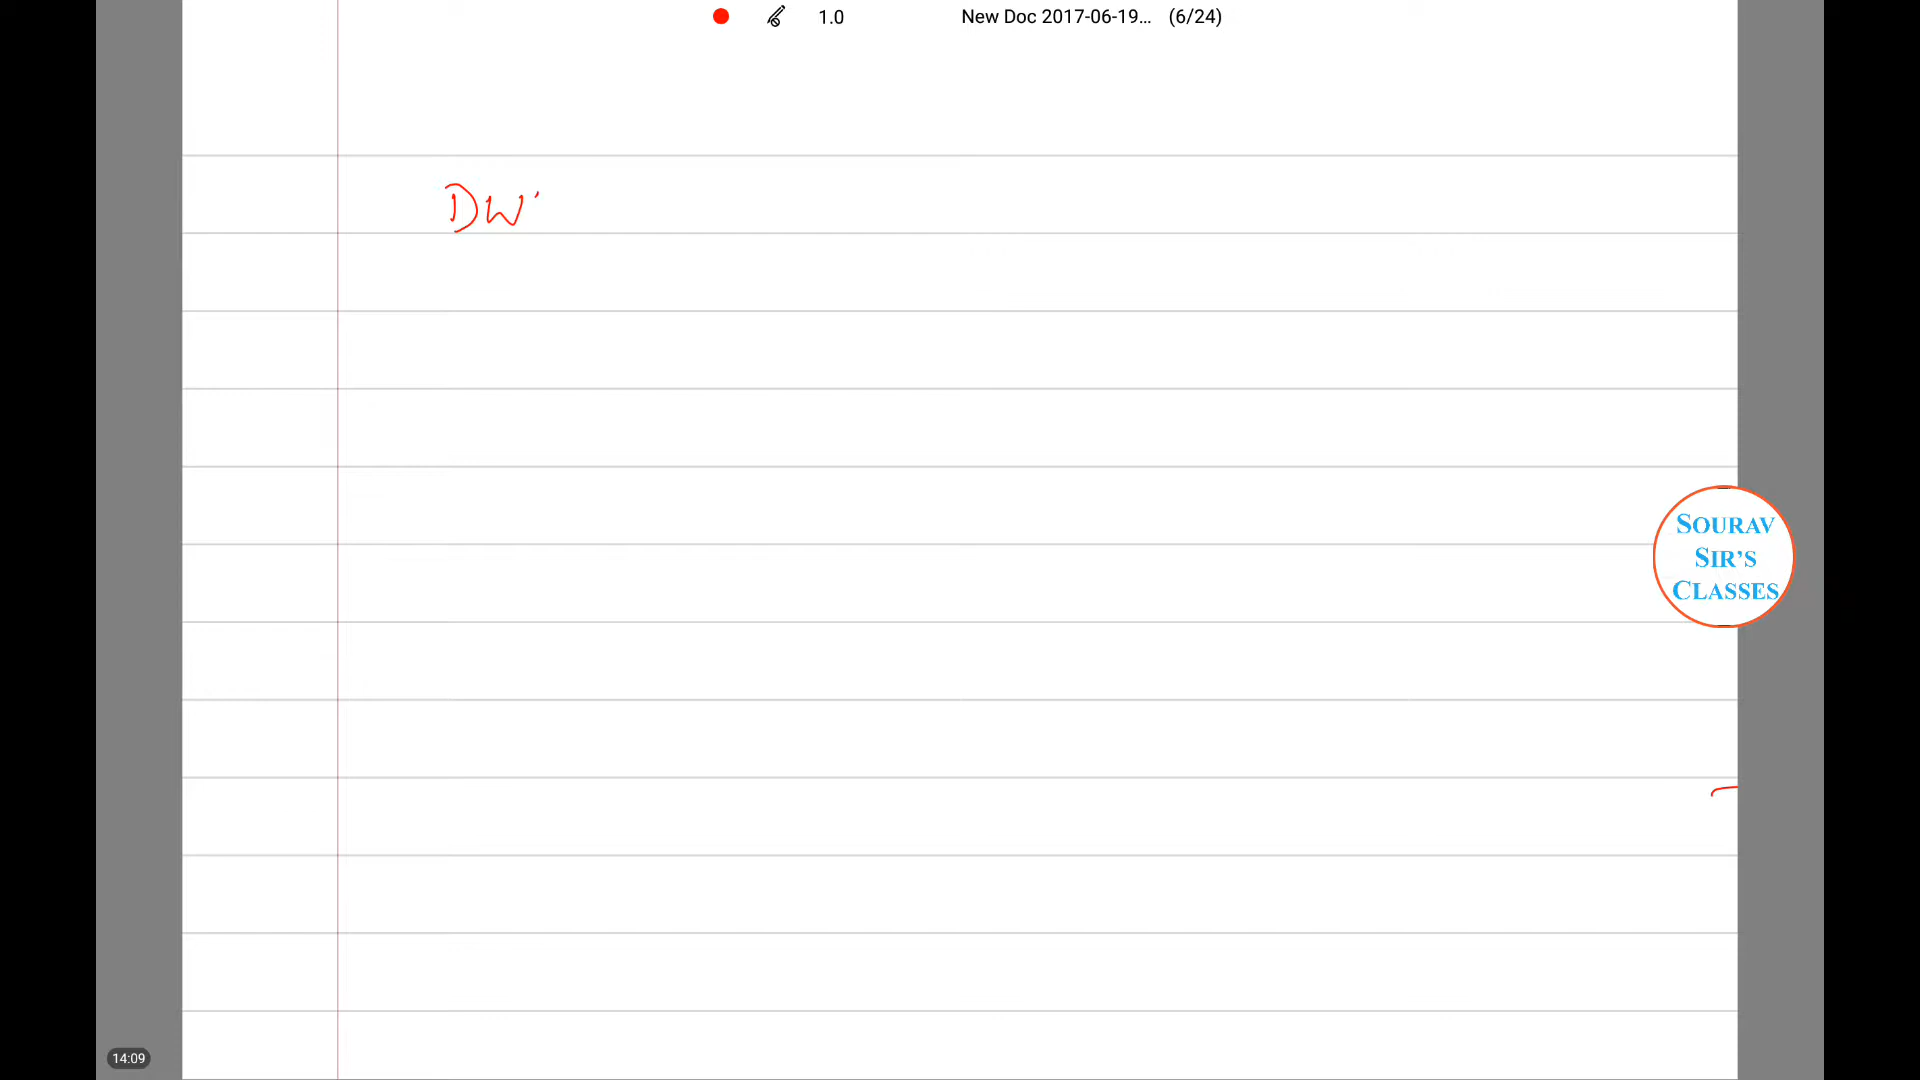 1.0 New Doc 2017-06-19... (6/24)
DW
SOURAV
SIR'S
CLASSES
14:09